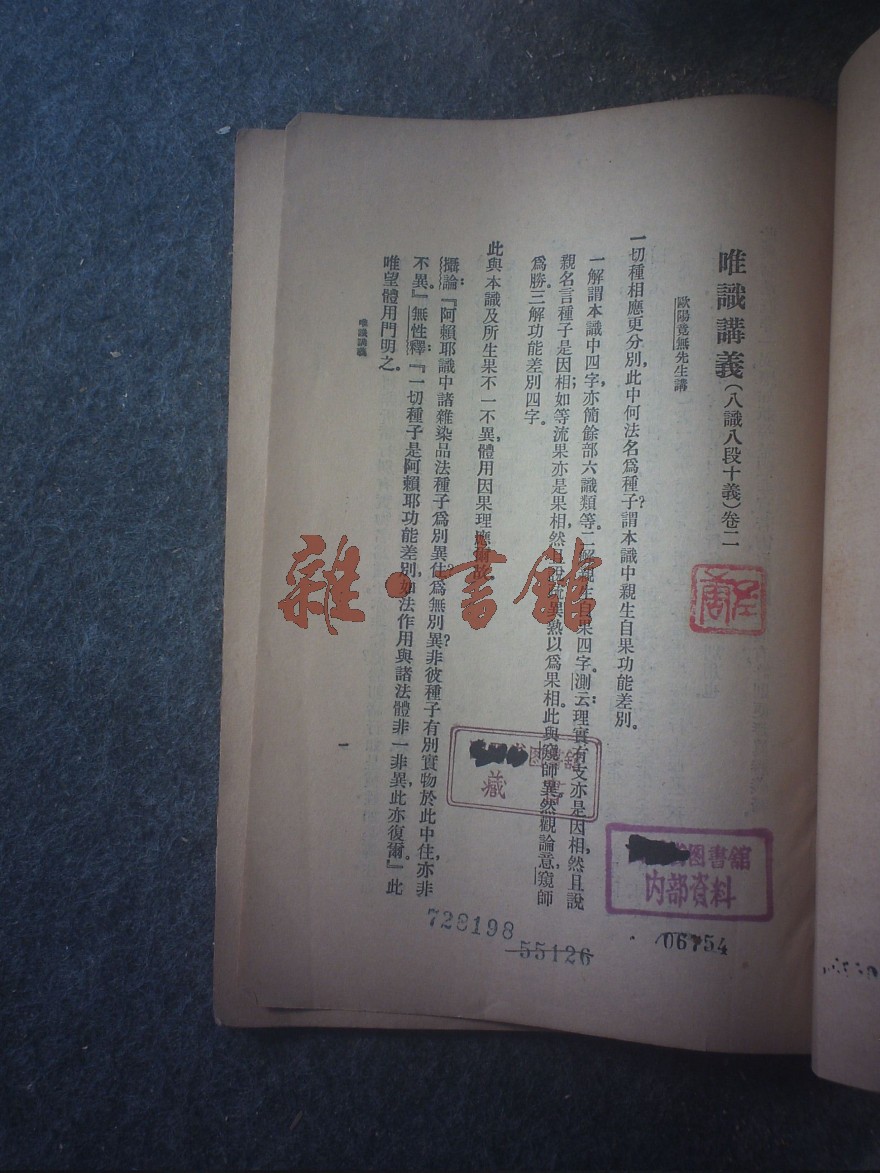 唯識講義(八識八段十義)卷二
歐陽竟無先生講
一切種相應更分別,此中何法名爲種子?謂本識中親生自果功能差別。
一解謂本識中四字,亦簡餘部六識類等。二解親生自果四字。測云:理實有支亦是因相,然且說
親名言種子是因相;如等流果亦是果相,然且說異熟以爲果相。此與窺師異。然觀論意,窺師
爲勝。三解功能差別四字。
此與本識及所生果不一不異,體用因果理應爾故。
攝論:『阿賴耶識中諸雜染品法種子爲別異住?爲無別異?非彼種子有別實物於此中住,亦非
不異。』無性釋:『一切種子是阿賴耶功能差別,如法作用與諸法體非一非異,此亦復爾。』此
唯望體用門明之。
唯識講義
一
雜·書館
图書館
藏
图書館
内部資料
728198
55126
06754